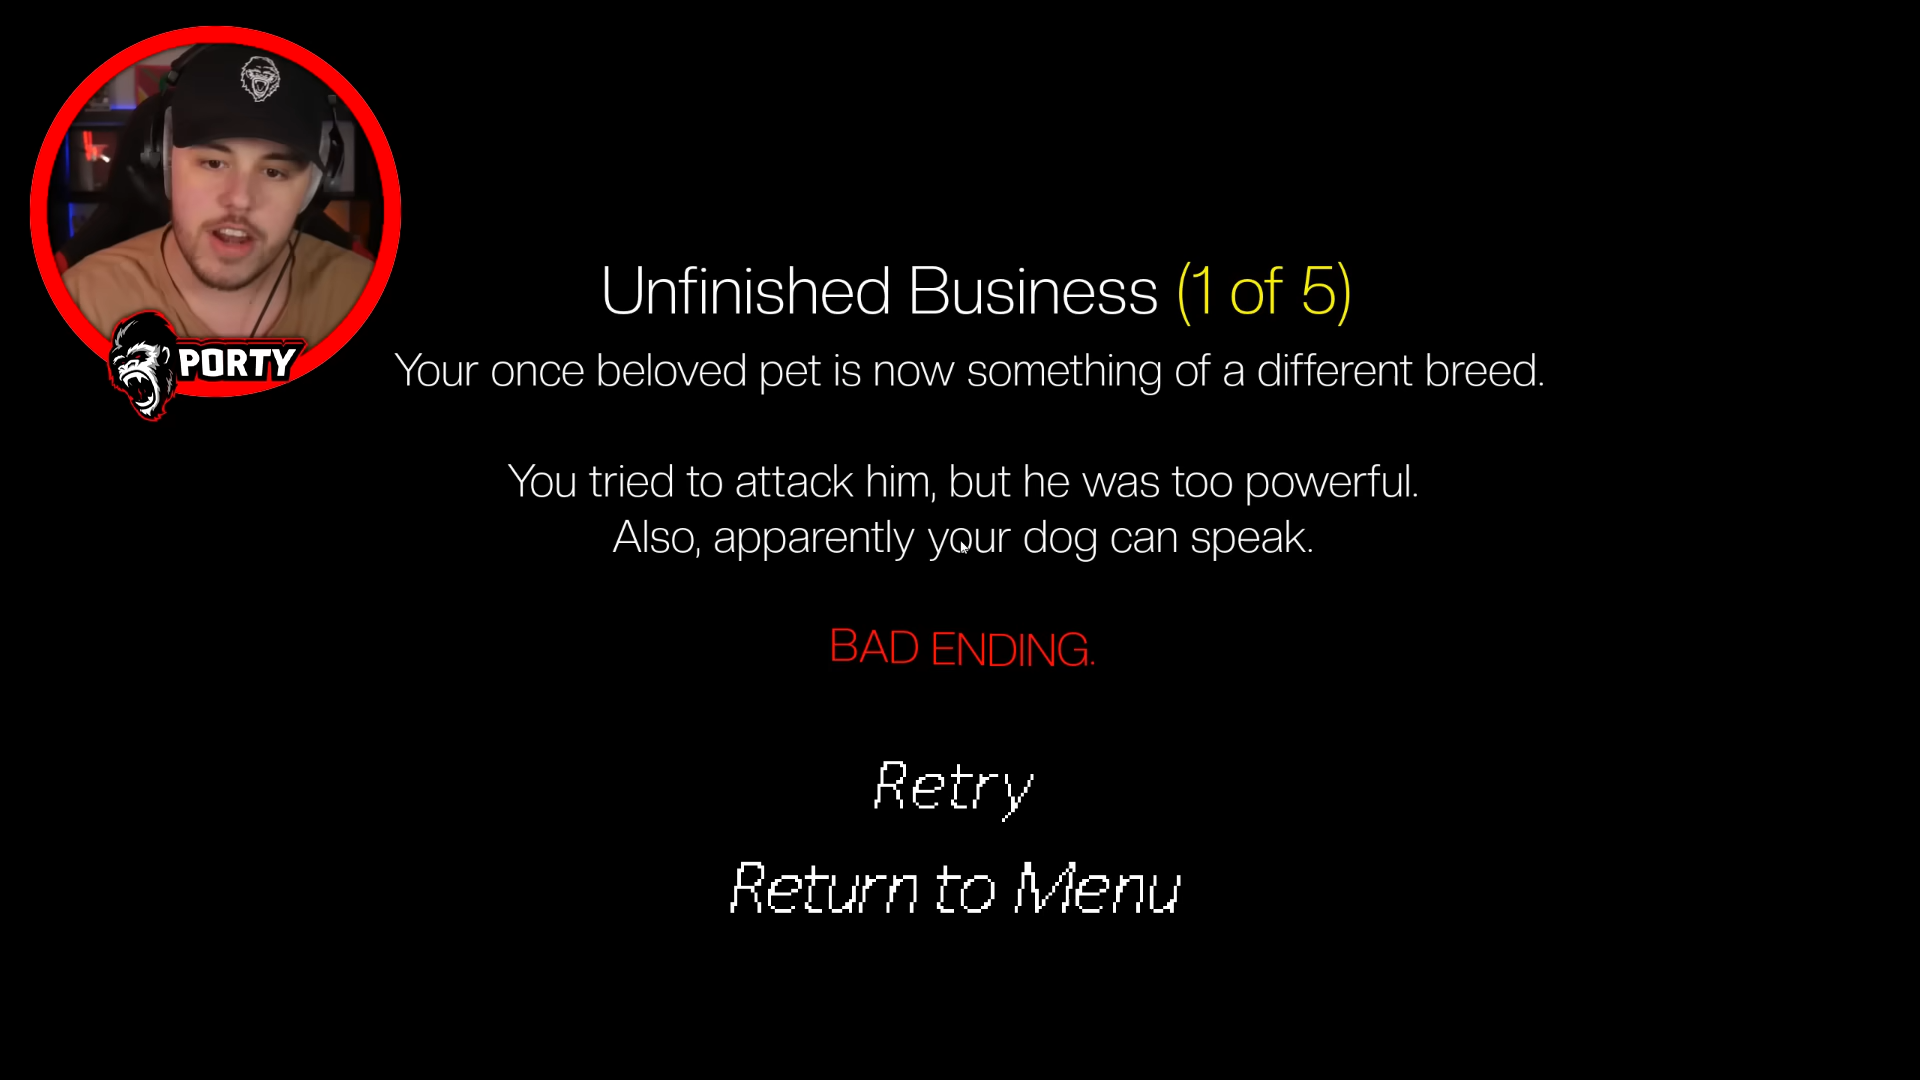 PORTY
Unfinished Business (1 of 5)
Your once beloved pet is now something of a different breed.
You tried to attack him, but he was too powerful.
Also, apparently your dog can speak.
BAD ENDING.
Retry
Return to Menu